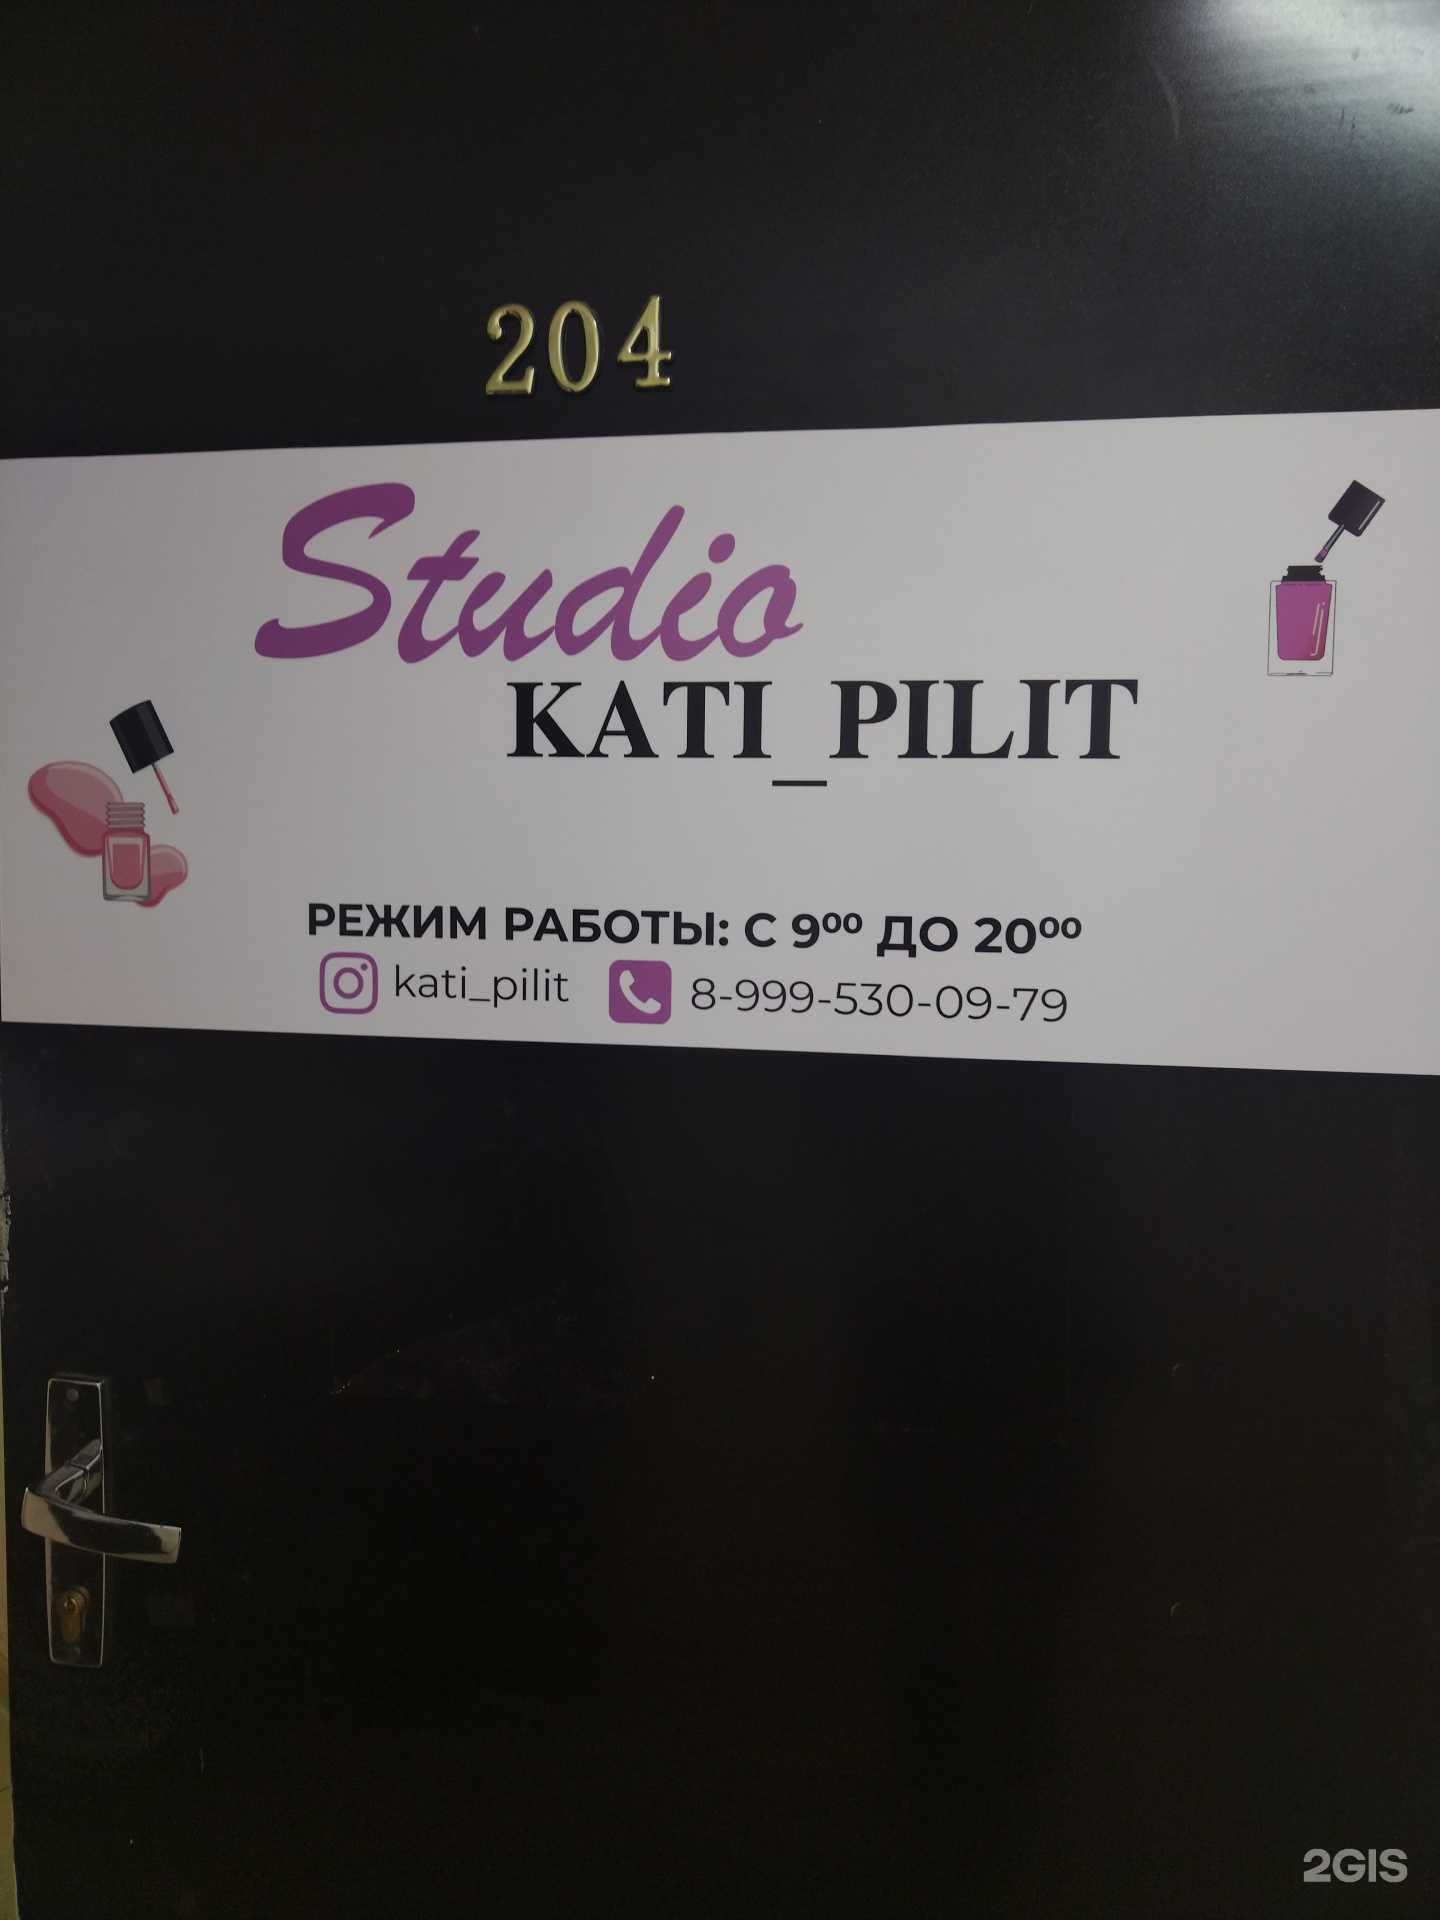 204
Studio
KATI_PILIT
РЕЖИМ РАБОТЫ: С 9⁰⁰ ДО 20⁰⁰
kati_pilit 8-999-530-09-79
2GIS